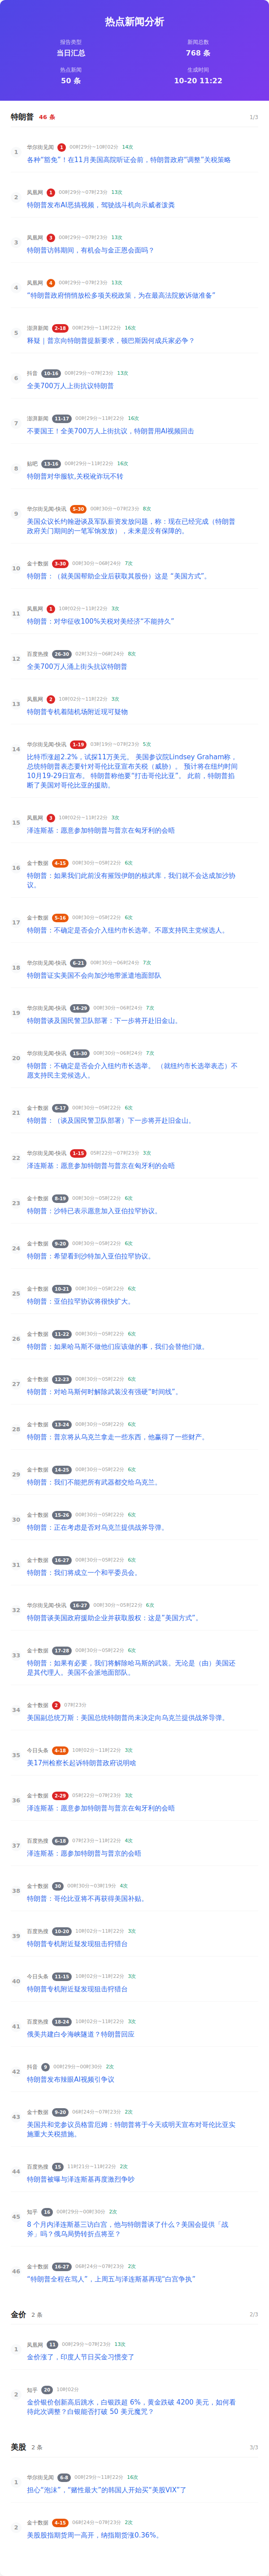 热点新闻分析
报告类型
当日汇总
新闻总数
768 条
热点新闻
50 条
生成时间
10-20 11:22
特朗普 46 条 1/3
1
华尔街见闻 1 00时29分~10时02分 14次
各种“豁免”！在11月美国高院听证会前，特朗普政府“调整”关税策略
2
凤凰网 1 00时29分~07时23分 13次
特朗普发布AI恶搞视频，驾驶战斗机向示威者泼粪
3
凤凰网 3 00时29分~07时23分 13次
特朗普访韩期间，有机会与金正恩会面吗？
4
凤凰网 4 00时29分~07时23分 13次
“特朗普政府悄悄放松多项关税政策，为在最高法院败诉做准备”
5
澎湃新闻 2-18 00时29分~11时22分 16次
释疑｜普京向特朗普提新要求，顿巴斯因何成兵家必争？
6
抖音 10-16 00时29分~07时23分 13次
全美700万人上街抗议特朗普
7
澎湃新闻 11-17 00时29分~11时22分 16次
不要国王！全美700万人上街抗议，特朗普用AI视频回击
8
贴吧 13-16 00时29分~11时22分 16次
特朗普对华服软,关税讹诈玩不转
9
华尔街见闻-快讯 5-30 00时30分~07时23分 8次
美国众议长约翰逊谈及军队薪资发放问题，称：现在已经完成（特朗普
政府关门期间的一笔军饷发放），未来是没有保障的。
10
金十数据 3-30 00时30分~06时24分 7次
特朗普：（就美国帮助企业后获取其股份）这是 “美国方式”。
11
凤凰网 1 10时02分~11时23分 3次
特朗普：对华征收100%关税对美经济“不能持久”
12
百度热搜 26-30 02时32分~06时24分 8次
全美700万人涌上街头抗议特朗普
13
凤凰网 2 10时02分~11时22分 3次
特朗普专机着陆机场附近现可疑物
14
华尔街见闻-快讯 1-19 03时19分~07时23分 5次
比特币涨超2.2%，试探11万美元。 美国参议院Lindsey Graham称，
总统特朗普表态要针对哥伦比亚宣布关税（威胁）。 预计将在纽约时间
10月19-29日宣布。 特朗普称他要“打击哥伦比亚”。 此前，特朗普掐
断了美国对哥伦比亚的援助。
15
凤凰网 3 10时02分~11时22分 3次
泽连斯基：愿意参加特朗普与普京在匈牙利的会晤
16
金十数据 4-15 00时30分~05时22分 6次
特朗普：如果我们此前没有摧毁伊朗的核武库，我们就不会达成加沙协
议。
17
金十数据 5-16 00时30分~05时22分 6次
特朗普：不确定是否会介入纽约市长选举。不愿支持民主党候选人。
18
华尔街见闻-快讯 6-21 00时30分~06时24分 7次
特朗普证实美国不会向加沙地带派遣地面部队
19
华尔街见闻-快讯 14-29 00时30分~06时24分 7次
特朗普谈及国民警卫队部署：下一步将开赴旧金山。
20
华尔街见闻-快讯 15-30 00时30分~06时24分 7次
特朗普：不确定是否会介入纽约市长选举。 （就纽约市长选举表态）不
愿支持民主党候选人。
21
金十数据 6-17 00时30分~05时22分 6次
特朗普：（谈及国民警卫队部署）下一步将开赴旧金山。
22
华尔街见闻-快讯 1-15 05时22分~07时23分 3次
泽连斯基：愿意参加特朗普与普京在匈牙利的会晤
23
金十数据 8-19 00时30分~05时22分 6次
特朗普：沙特已表示愿意加入亚伯拉罕协议。
24
金十数据 9-20 00时30分~05时22分 6次
特朗普：希望看到沙特加入亚伯拉罕协议。
25
金十数据 10-21 00时30分~05时22分 6次
特朗普：亚伯拉罕协议将很快扩大。
26
金十数据 11-22 00时30分~05时22分 6次
特朗普：如果哈马斯不做他们应该做的事，我们会替他们做。
27
金十数据 12-23 00时30分~05时22分 6次
特朗普：对哈马斯何时解除武装没有强硬“时间线”。
28
金十数据 13-24 00时30分~05时22分 6次
特朗普：普京将从乌克兰拿走一些东西，他赢得了一些财产。
29
金十数据 14-25 00时30分~05时22分 6次
特朗普：我们不能把所有武器都交给乌克兰。
30
金十数据 15-26 00时30分~05时22分 6次
特朗普：正在考虑是否对乌克兰提供战斧导弹。
31
金十数据 16-27 00时30分~05时22分 6次
特朗普：我们将成立一个和平委员会。
32
华尔街见闻-快讯 16-27 00时30分~05时22分 6次
特朗普谈美国政府援助企业并获取股权：这是“美国方式”。
33
金十数据 17-28 00时30分~05时22分 6次
特朗普：如果有必要，我们将解除哈马斯的武装。无论是（由）美国还
是其代理人。美国不会派地面部队。
34
金十数据 2 07时23分
美国副总统万斯：美国总统特朗普尚未决定向乌克兰提供战斧导弹。
35
今日头条 4-18 10时02分~11时22分 3次
美17州检察长起诉特朗普政府说明啥
36
金十数据 2-29 05时22分~07时23分 3次
泽连斯基：愿意参加特朗普与普京在匈牙利的会晤
37
百度热搜 6-18 07时23分~11时22分 4次
泽连斯基：愿参加特朗普与普京的会晤
38
金十数据 30 00时30分~03时19分 4次
特朗普：哥伦比亚将不再获得美国补贴。
39
百度热搜 10-20 10时02分~11时22分 3次
特朗普专机附近疑发现狙击狩猎台
40
今日头条 11-15 10时02分~11时22分 3次
特朗普专机附近疑发现狙击狩猎台
41
百度热搜 18-24 10时02分~11时22分 3次
俄美共建白令海峡隧道？特朗普回应
42
抖音 9 00时29分~00时30分 2次
特朗普发布辣眼AI视频引争议
43
金十数据 9-20 06时24分~07时23分 2次
美国共和党参议员格雷厄姆：特朗普将于今天或明天宣布对哥伦比亚实
施重大关税措施。
44
百度热搜 15 11时21分~11时22分 2次
特朗普被曝与泽连斯基再度激烈争吵
45
知乎 16 00时29分~00时30分 2次
8 个月内泽连斯基三访白宫，他与特朗普谈了什么？美国会提供「战
斧」吗？俄乌局势转折点将至？
46
金十数据 16-27 06时24分~07时23分 2次
“特朗普全程在骂人”，上周五与泽连斯基再现“白宫争执”
金价 2 条 2/3
1
凤凰网 11 00时29分~07时23分 13次
金价涨了，印度人节日买金习惯变了
2
知乎 20 10时02分
金价银价创新高后跳水，白银跌超 6%，黄金跌破 4200 美元，如何看
待此次调整？白银能否打破 50 美元魔咒？
美股 2 条 3/3
1
华尔街见闻 6-8 00时29分~11时22分 16次
担心“泡沫”，“赌性最大”的韩国人开始买“美股VIX”了
2
金十数据 4-15 06时24分~07时23分 2次
美股股指期货周一高开，纳指期货涨0.36%。